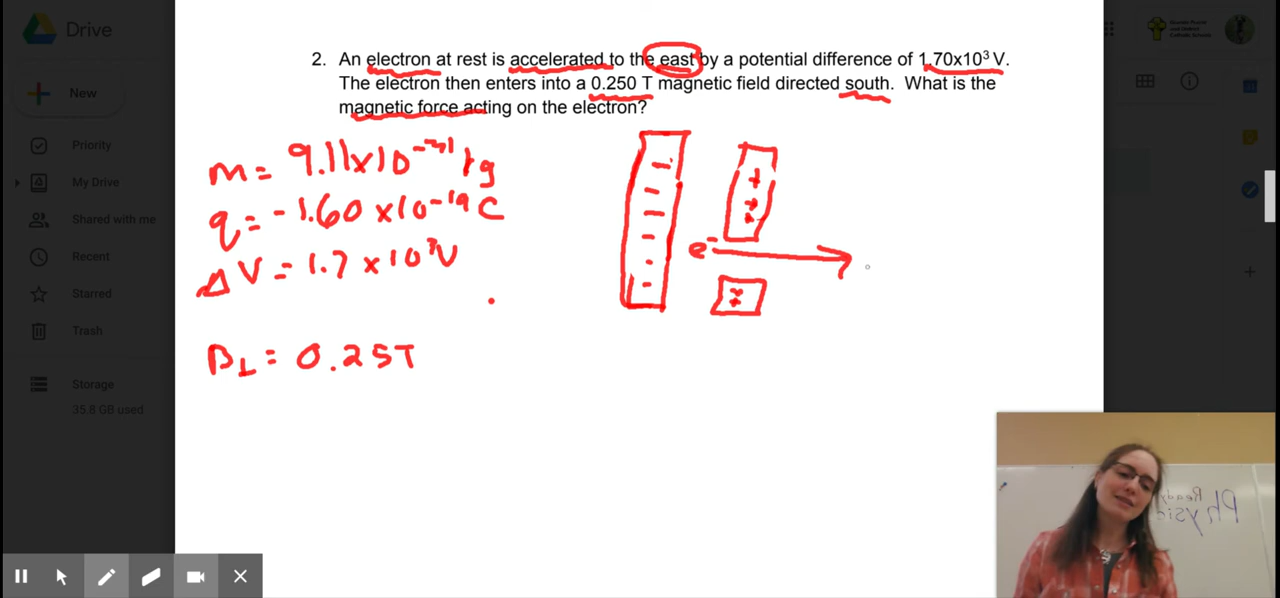 Drive
New
Priority
My Drive
Shared with me
Recent
Starred
Trash
Storage
35.8 GB used
2. An electron at rest is accelerated to the east by a potential difference of 1.70x10³ V.
The electron then enters into a 0.250 T magnetic field directed south. What is the
magnetic force acting on the electron?
m = 9.11x10⁻³¹ kg
q = -1.60 x10⁻¹⁹ C
ΔV = 1.7 x10³V
B⊥ = 0.25T
e⁻
Ready
Physic